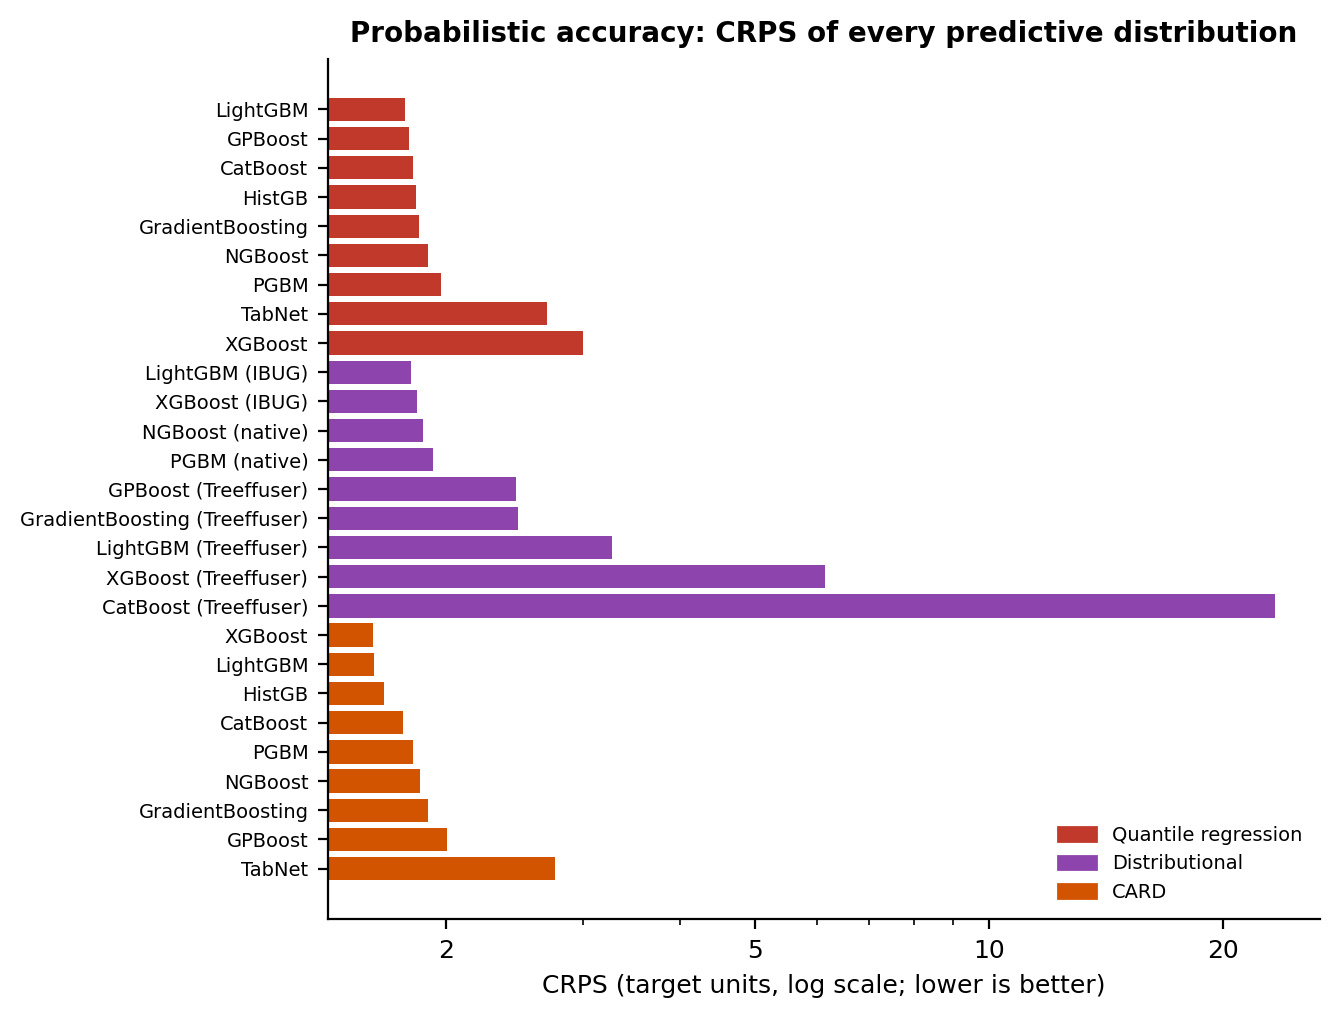 Probabilistic accuracy: CRPS of every predictive distribution
LightGBM
GPBoost
CatBoost
HistGB
GradientBoosting
NGBoost
PGBM
TabNet
XGBoost
LightGBM (IBUG)
XGBoost (IBUG)
NGBoost (native)
PGBM (native)
GPBoost (Treeffuser)
GradientBoosting (Treeffuser)
LightGBM (Treeffuser)
XGBoost (Treeffuser)
CatBoost (Treeffuser)
XGBoost
LightGBM
HistGB
CatBoost
PGBM
NGBoost
GradientBoosting
GPBoost
TabNet
Quantile regression
Distributional
CARD
2 5 10 20
CRPS (target units, log scale; lower is better)